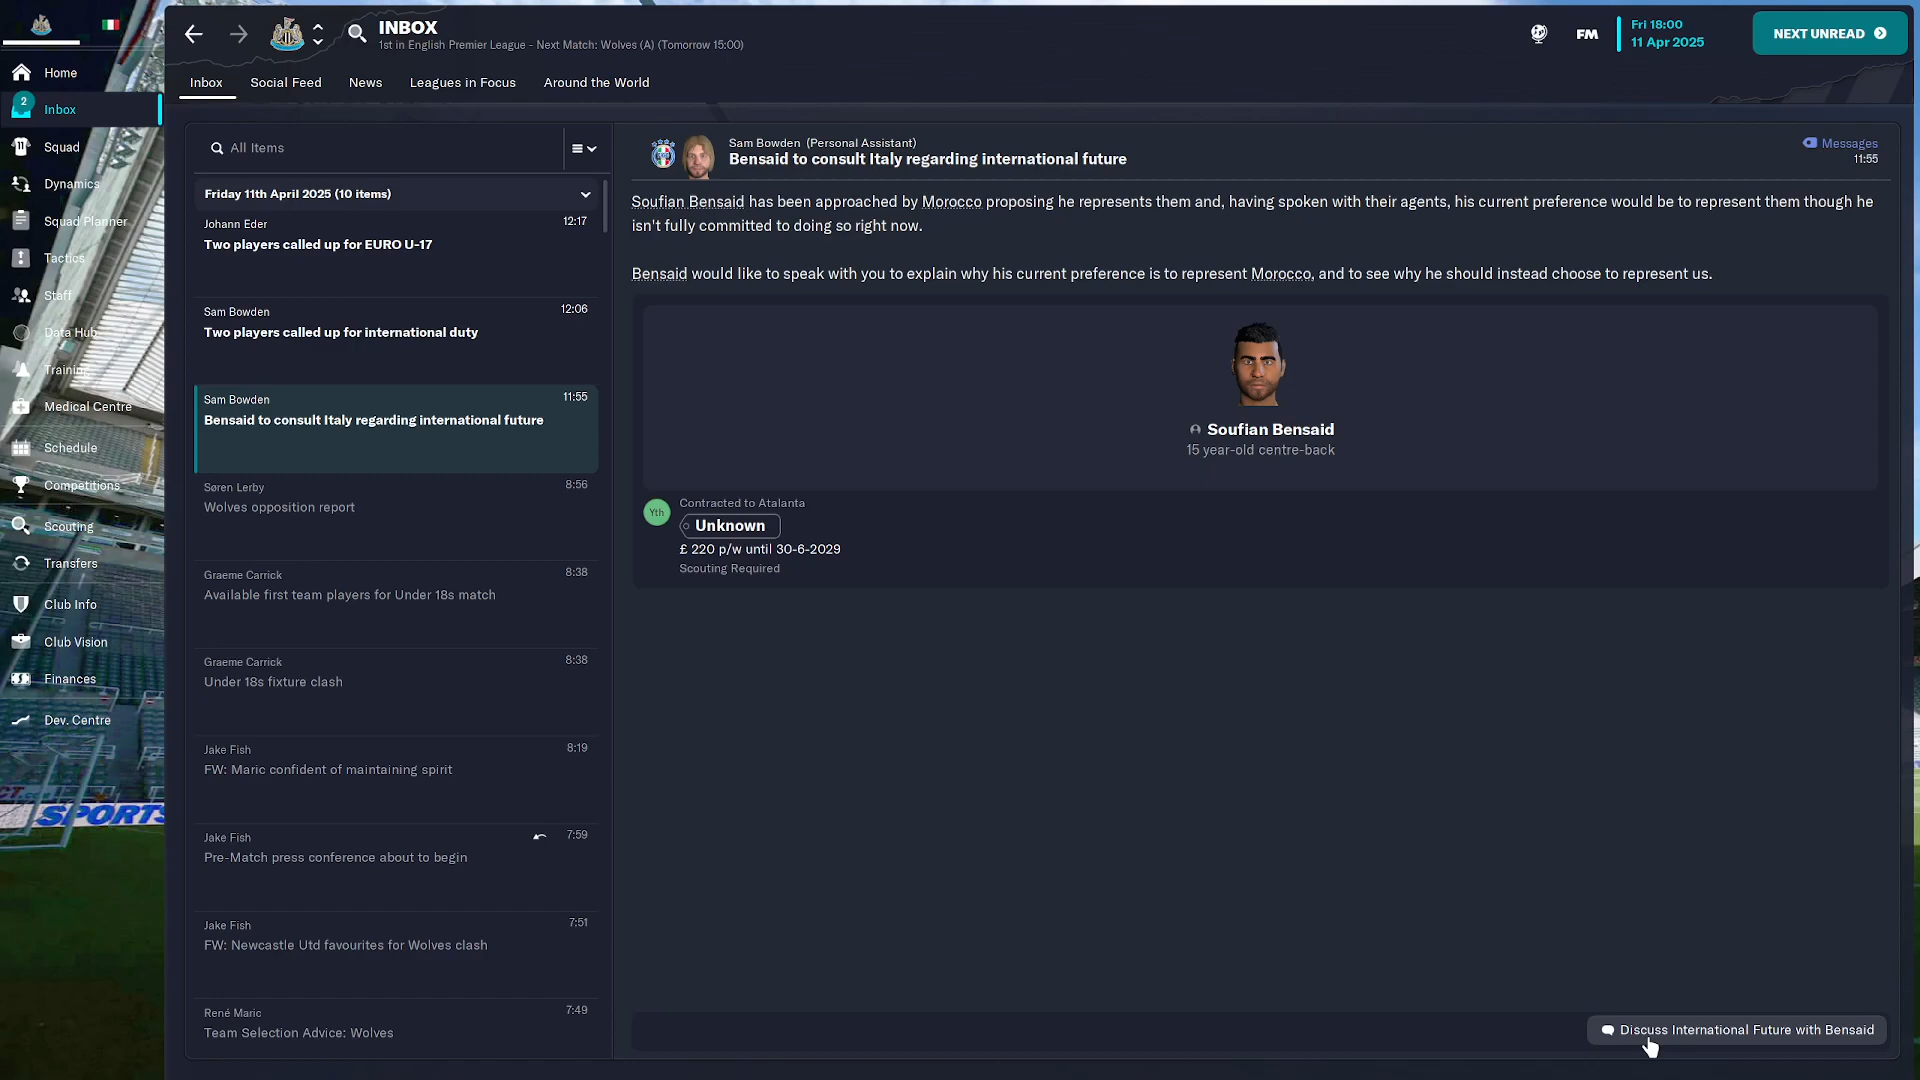 INBOX
1st in English Premier League - Next Match: Wolves (A) (Tomorrow 15:00)
FM
Fri 18:00
11 Apr 2025
NEXT UNREAD
Inbox
Social Feed
News
Leagues in Focus
Around the World
Home
2
Inbox
Squad
Dynamics
Squad Planner
Tactics
Staff
Data Hub
Training
Medical Centre
Schedule
Competitions
Scouting
Transfers
Club Info
Club Vision
Finances
Dev. Centre
SPORTS
All Items
Friday 11th April 2025 (10 items)
Johann Eder 12:17
Two players called up for EURO U-17
Sam Bowden 12:06
Two players called up for international duty
Sam Bowden 11:55
Bensaid to consult Italy regarding international future
Søren Lerby 8:56
Wolves opposition report
Graeme Carrick 8:38
Available first team players for Under 18s match
Graeme Carrick 8:38
Under 18s fixture clash
Jake Fish 8:19
FW: Maric confident of maintaining spirit
Jake Fish 7:59
Pre-Match press conference about to begin
Jake Fish 7:51
FW: Newcastle Utd favourites for Wolves clash
René Maric 7:49
Team Selection Advice: Wolves
Sam Bowden (Personal Assistant)
Bensaid to consult Italy regarding international future
Messages
11:55
Soufian Bensaid has been approached by Morocco proposing he represents them and, having spoken with their agents, his current preference would be to represent them though he
isn't fully committed to doing so right now.
Bensaid would like to speak with you to explain why his current preference is to represent Morocco, and to see why he should instead choose to represent us.
Soufian Bensaid
15 year-old centre-back
Yth
Contracted to Atalanta
Unknown
£ 220 p/w until 30-6-2029
Scouting Required
Discuss International Future with Bensaid